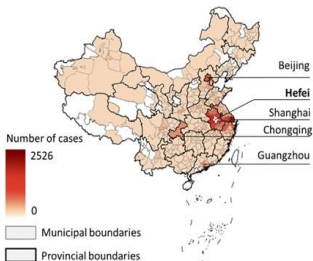 Beijing
Hefei
Shanghai
Chongqing
Guangzhou
Number of cases
2526
0
Municipal boundaries
Provincial boundaries